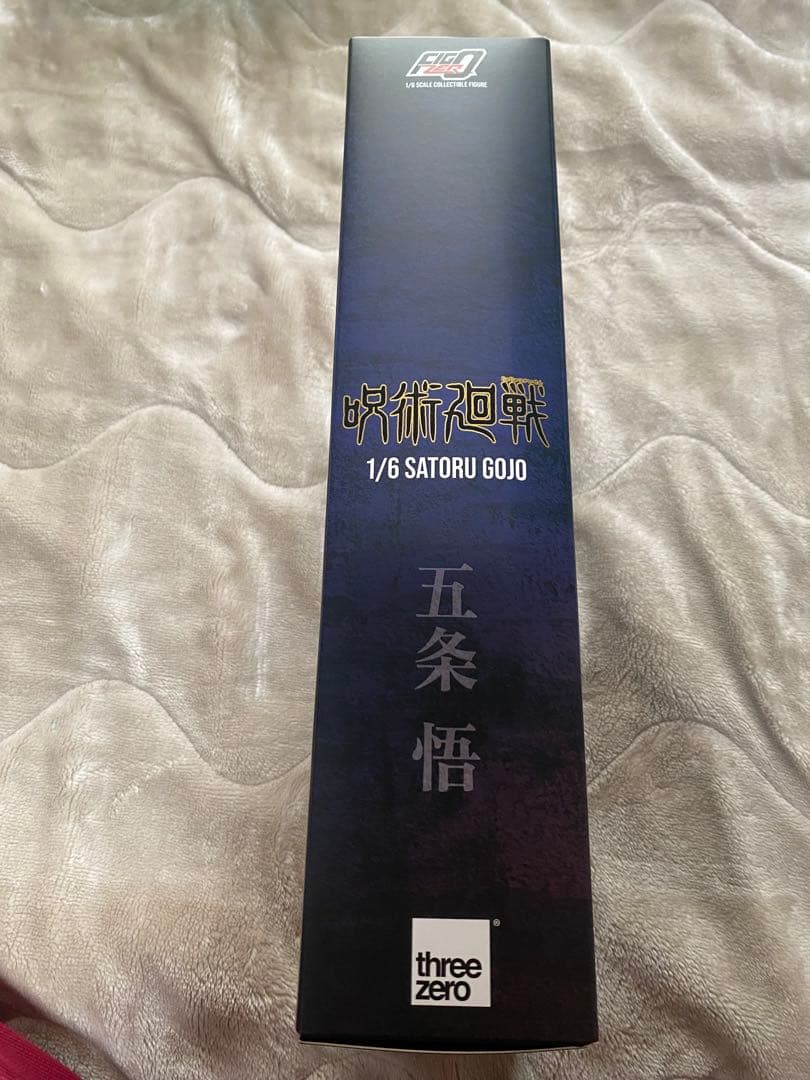 FIGZERO
1/6 SCALE COLLECTIBLE FIGURE
呪術廻戦
1/6 SATORU GOJO
五条 悟
three
zero
®